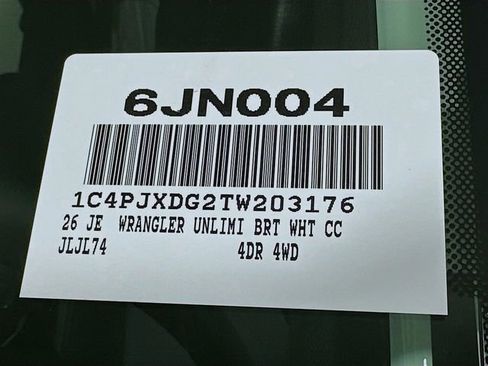 6JN004
1C4PJXDG2TW203176
26 JE WRANGLER UNLIMI BRT WHT CC
JLJL74 4DR 4WD